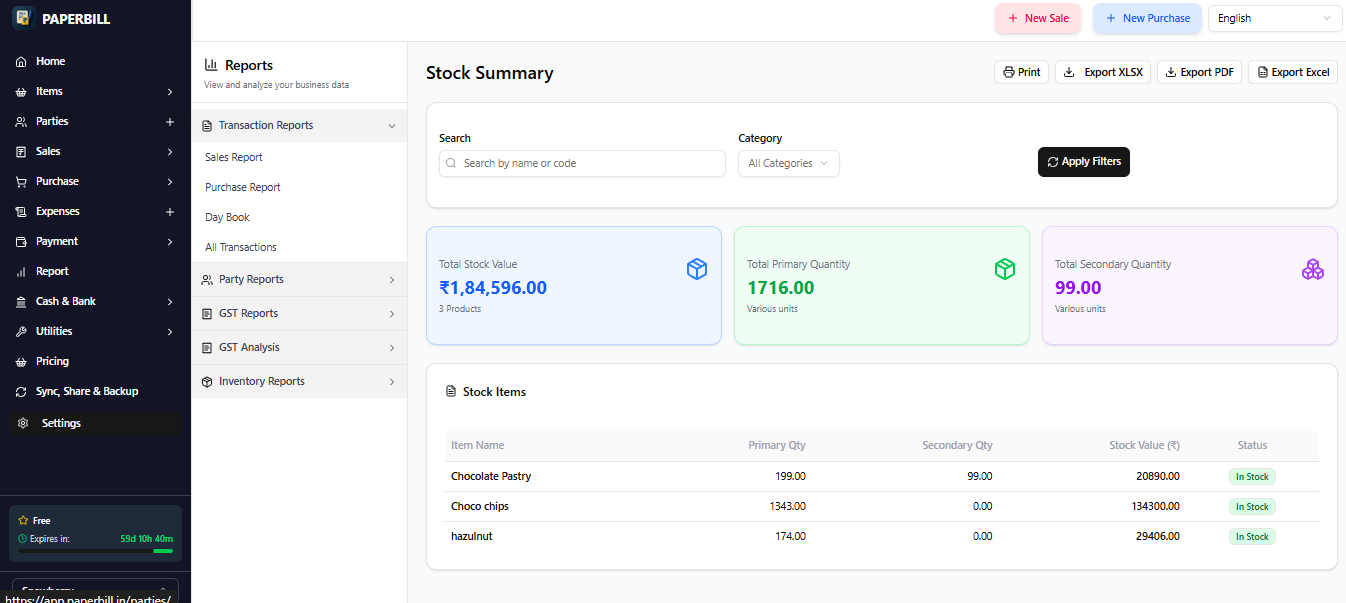 PAPERBILL
Home
Items
Parties
Sales
Purchase
Expenses
Payment
Report
Cash & Bank
Utilities
Pricing
Sync, Share & Backup
Settings
Free
Expires in: 59d 10h 40m
https://app.paperbill.in/parties/
New Sale
New Purchase
English
Reports
View and analyze your business data
Transaction Reports
Sales Report
Purchase Report
Day Book
All Transactions
Party Reports
GST Reports
GST Analysis
Inventory Reports
Stock Summary
Print
Export XLSX
Export PDF
Export Excel
Search Category
Search by name or code All Categories Apply Filters
Total Stock Value
₹1,84,596.00
3 Products
Total Primary Quantity
1716.00
Various units
Total Secondary Quantity
99.00
Various units
Stock Items
Item Name Primary Qty Secondary Qty Stock Value (₹) Status
Chocolate Pastry 199.00 99.00 20890.00 In Stock
Choco chips 1343.00 0.00 134300.00 In Stock
hazulnut 174.00 0.00 29406.00 In Stock